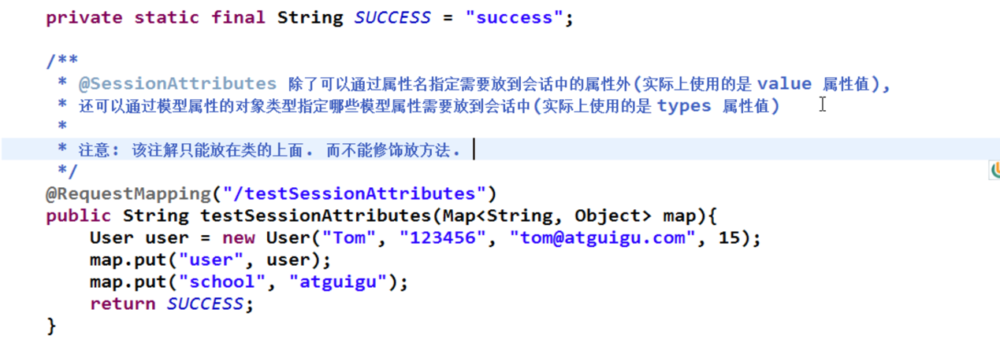 private static final String SUCCESS = "success";
/**
* @SessionAttributes 除了可以通过属性名指定需要放到会话中的属性外(实际上使用的是 value 属性值),
* 还可以通过模型属性的对象类型指定哪些模型属性需要放到会话中(实际上使用的是 types 属性值)
*
* 注意: 该注解只能放在类的上面. 而不能修饰放方法.
*/
@RequestMapping("/testSessionAttributes")
public String testSessionAttributes(Map<String, Object> map){
User user = new User("Tom", "123456", "tom@atguigu.com", 15);
map.put("user", user);
map.put("school", "atguigu");
return SUCCESS;
}